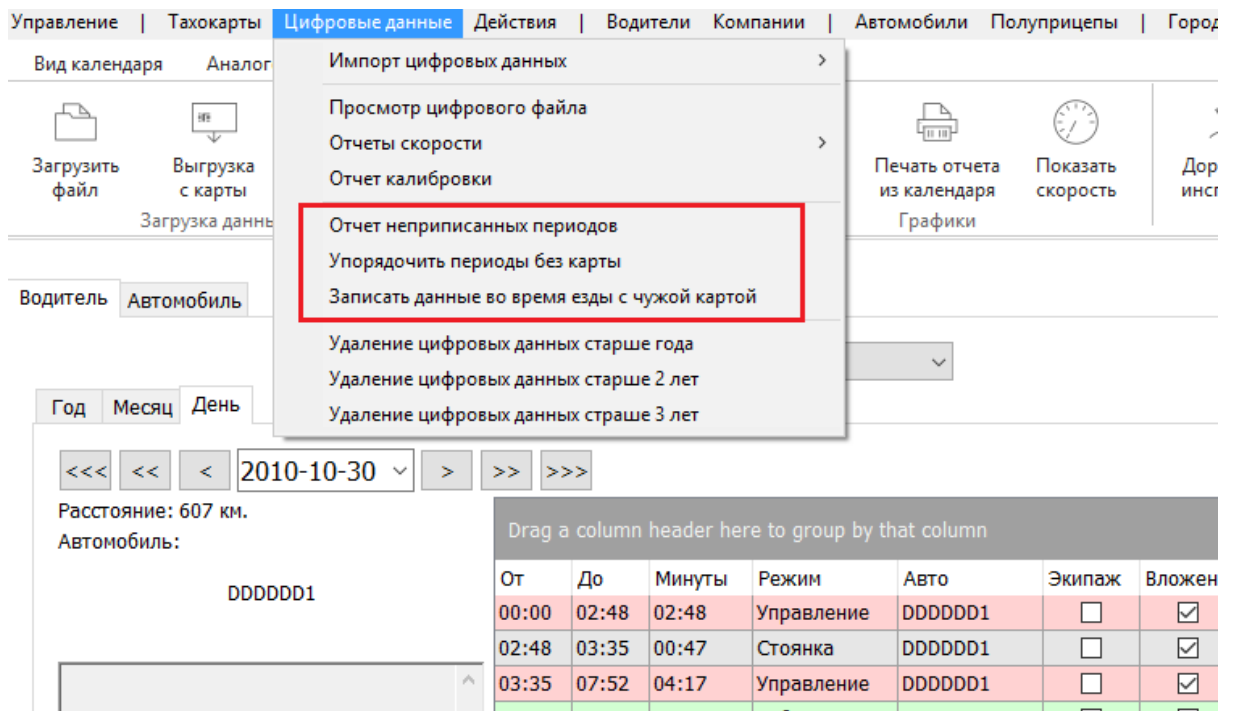 Управление | Тахокарты Цифровые данные Действия | Водители Компании | Автомобили Полуприцепы | Город
Вид календаря Аналог
Импорт цифровых данных >
Просмотр цифрового файла
Отчеты скорости >
Отчет калибровки
Отчет неприписанных периодов
Упорядочить периоды без карты
Записать данные во время езды с чужой картой
Удаление цифровых данных старше года
Удаление цифровых данных старше 2 лет
Удаление цифровых данных страше 3 лет
Загрузить файл
Выгрузка с карты
Загрузка данны
Печать отчета из календаря
Показать скорость
Графики
Дор
инсп
Водитель Автомобиль
Год Месяц День
<<< << < 2010-10-30 > >> >>>
Расстояние: 607 км.
Автомобиль:
DDDDDD1
Drag a column header here to group by that column
От До Минуты Режим Авто Экипаж Вложен
00:00 02:48 02:48 Управление DDDDDD1
02:48 03:35 00:47 Стоянка DDDDDD1
03:35 07:52 04:17 Управление DDDDDD1